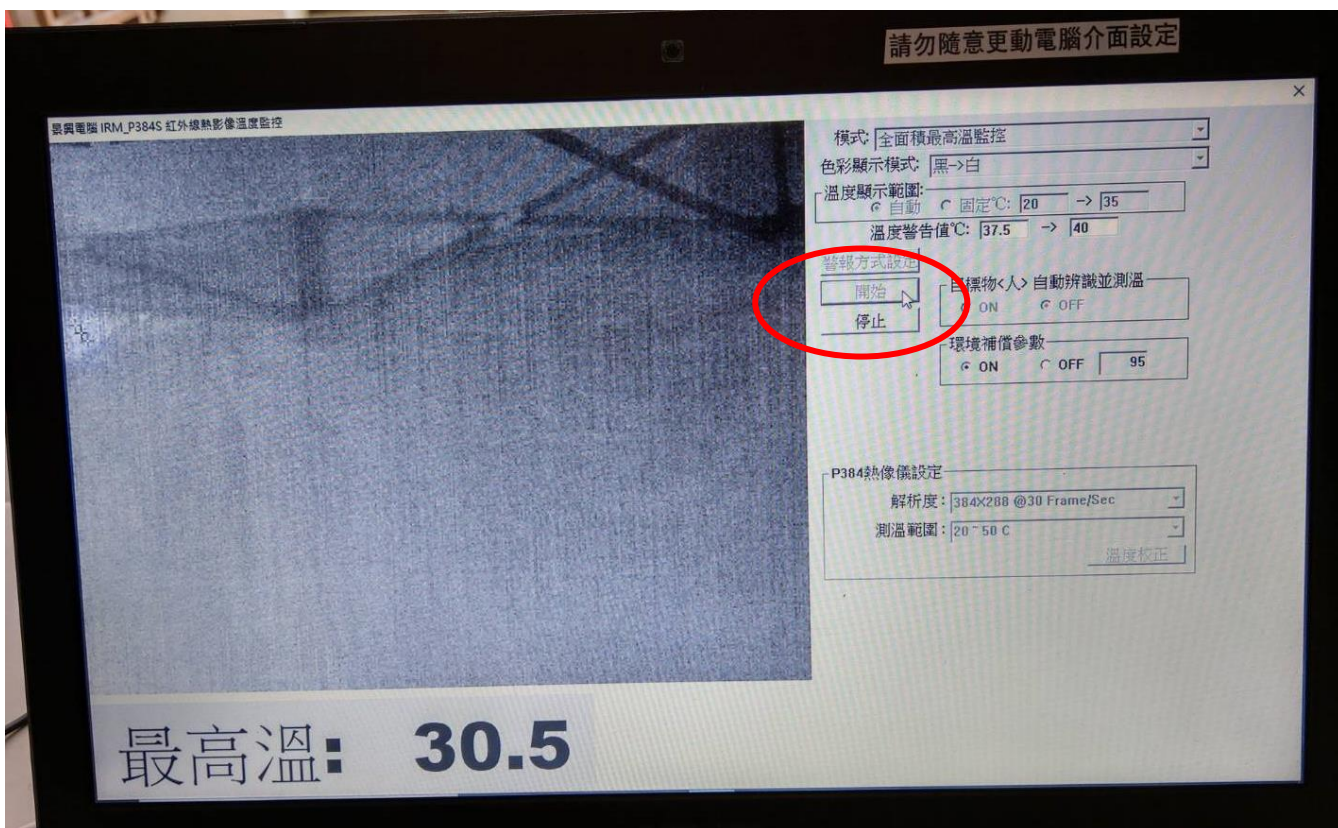 請勿隨意更動電腦介面設定
景興電腦 IRM_P384S 紅外線熱影像溫度監控
模式: 全面積最高溫監控
色彩顯示模式: 黑->白
溫度顯示範圍:
自動 固定℃: 20 -> 35
溫度警告值℃: 37.5 -> 40
警報方式設定
開始
停止
目標物<人> 自動辨識並測溫
ON OFF
環境補償參數
ON OFF 95
P384熱像儀設定
解析度: 384X288 @30 Frame/Sec
測溫範圍: 20~50 C
溫度校正
最高溫: 30.5